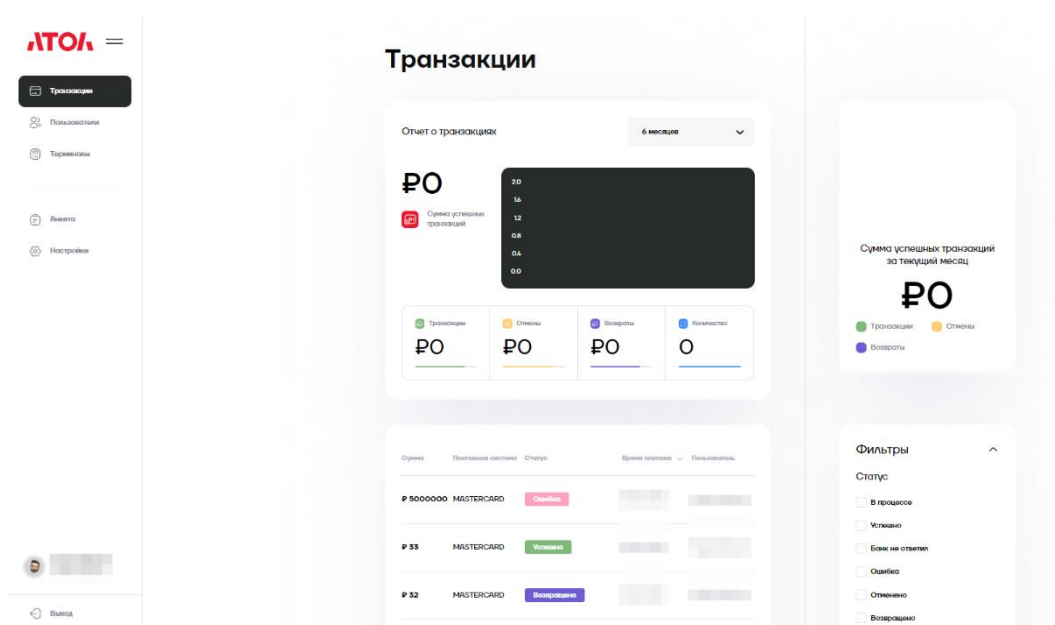 АТОЛ
Транзакции
Пользователи
Терминалы
Анкета
Настройки
Выход
Транзакции
Отчет о транзакциях
6 месяцев
₽0
Сумма успешных
транзакций
2.0
1.6
1.2
0.8
0.4
0.0
Транзакции
Отмены
Возвраты
Количество
₽0
₽0
₽0
0
Сумма Платежная система Статус Время платежа Пользователь
₽ 5000000 MASTERCARD Ошибка
₽ 33 MASTERCARD Успешно
₽ 32 MASTERCARD Возвращено
Сумма успешных транзакций
за текущий месяц
₽0
Транзакции Отмены
Возвраты
Фильтры
Статус
В процессе
Успешно
Банк не ответил
Ошибка
Отменено
Возвращено